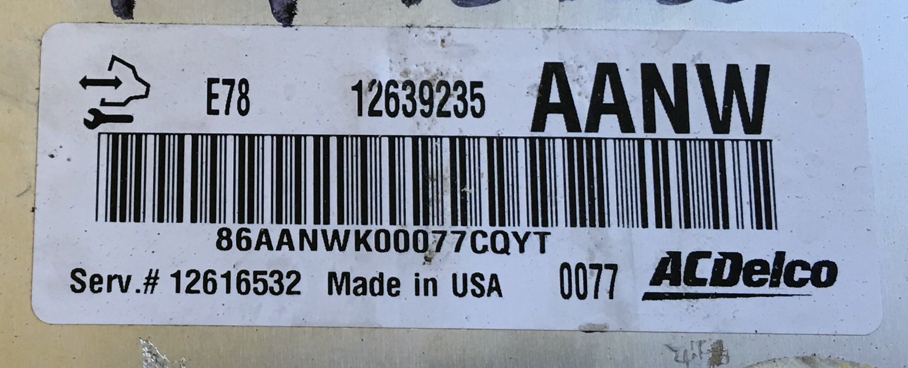 E78 12639235 AANW
86AANWK00077CQYT
Serv.# 12616532 Made in USA 0077 ACDelco